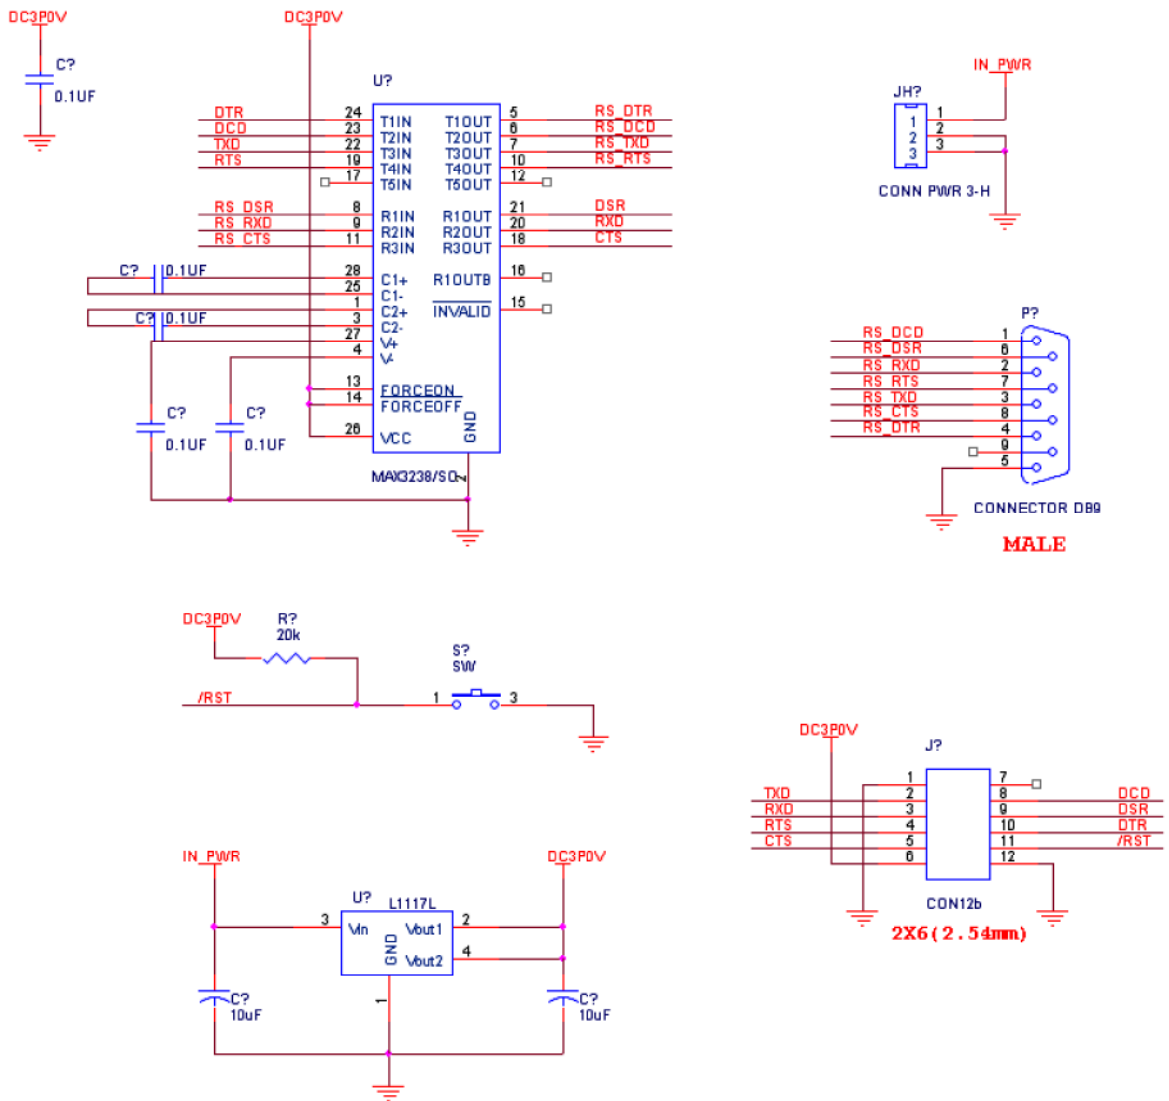 DC3P0V
C?
0.1UF
DC3P0V
U?
DTR 24 T1IN T1OUT 5 RS_DTR
DCD 23 T2IN T2OUT 6 RS_DCD
TXD 22 T3IN T3OUT 7 RS_TXD
RTS 19 T4IN T4OUT 10 RS_RTS
17 T5IN T5OUT 12
RS_DSR 8 R1IN R1OUT 21 DSR
RS_RXD 9 R2IN R2OUT 20 RXD
RS_CTS 11 R3IN R3OUT 18 CTS
C? 0.1UF 28 C1+ R1OUTB 16
25 C1-
1 C2+ INVALID 15
C? 0.1UF 3 C2-
27 V+
4 V-
13 FORCEON
14 FORCEOFF
26 VCC GND
C?
0.1UF
C?
0.1UF
MAX3238/SO
2
IN_PWR
JH?
1 1
2 2
3 3
CONN PWR 3-H
P?
RS_DCD 1
RS_DSR 6
RS_RXD 2
RS_RTS 7
RS_TXD 3
RS_CTS 8
RS_DTR 4
9
5
CONNECTOR DB9
MALE
DC3P0V
R?
20k
/RST
S?
SW
1 3
DC3P0V
J?
1 7
TXD 2 8 DCD
RXD 3 9 DSR
RTS 4 10 DTR
CTS 5 11 /RST
6 12
CON12b
2X6(2.54mm)
IN_PWR
DC3P0V
U? L1117L
3 Vin Vout1 2
GND Vout2 4
1
C?
10uF
C?
10uF